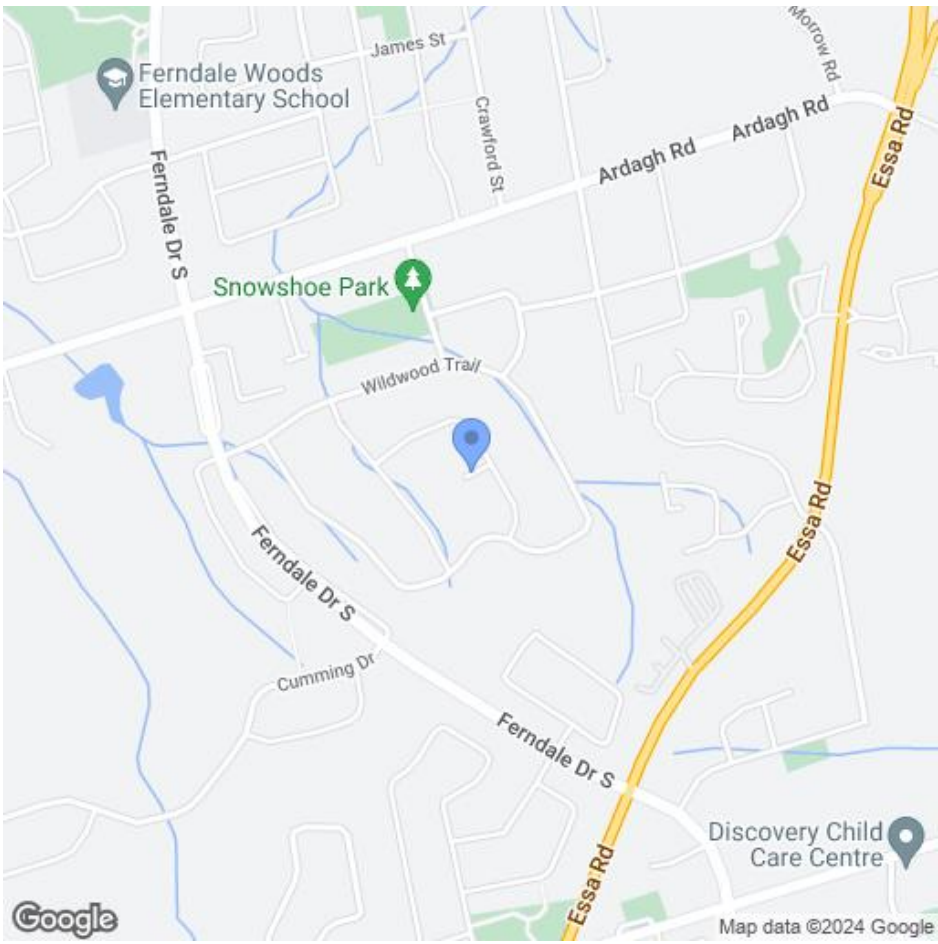 James St
Morrow Rd
Ferndale Woods
Elementary School
Crawford St
Ardagh Rd
Ardagh Rd
Essa Rd
Ferndale Dr S
Snowshoe Park
Wildwood Trail
Essa Rd
Ferndale Dr S
Cumming Dr
Ferndale Dr S
Discovery Child
Care Centre
Essa Rd
Google
Map data ©2024 Google